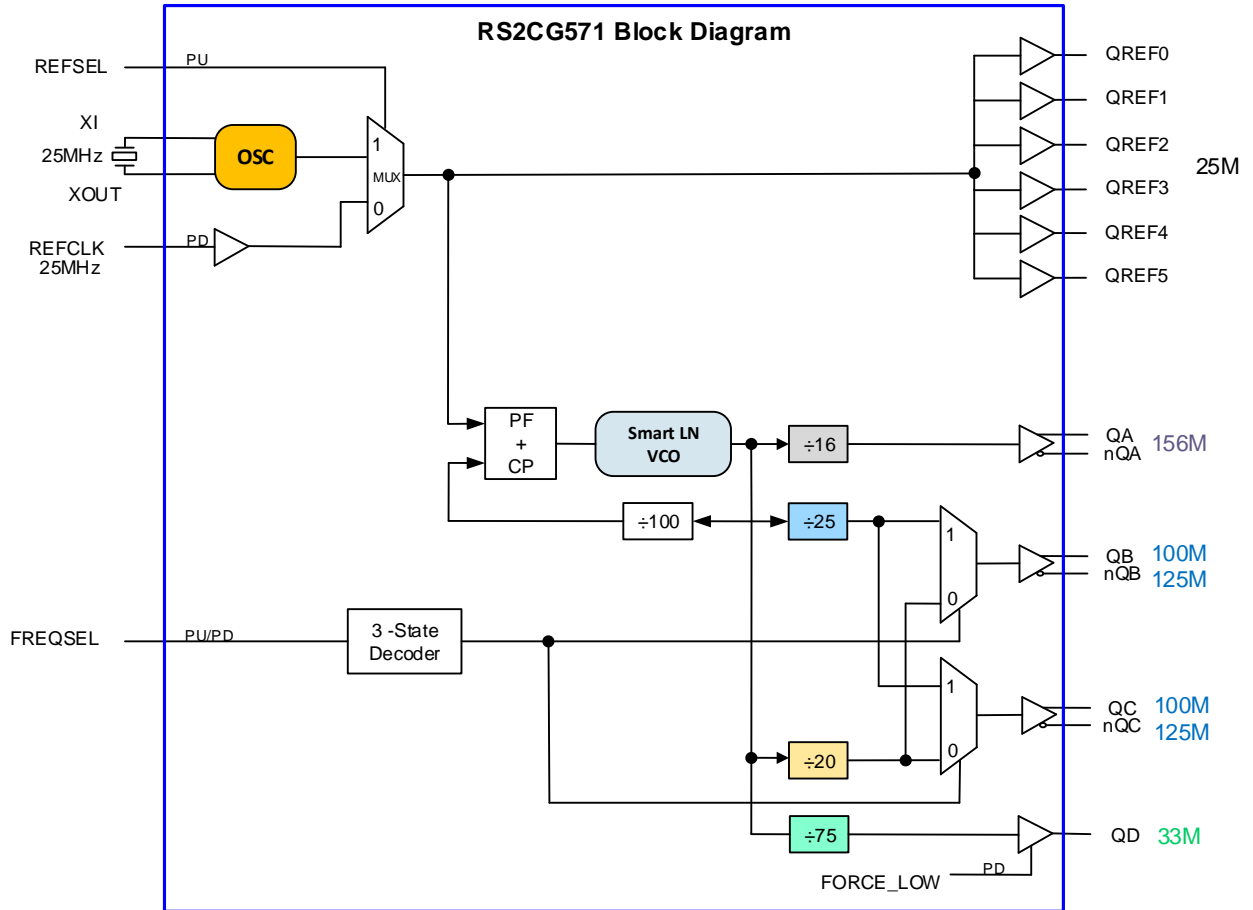 RS2CG571 Block Diagram
REFSEL
PU
XI
25MHz
XOUT
OSC
1
MUX
0
REFCLK
25MHz
PD
QREF0
QREF1
QREF2
QREF3
QREF4
QREF5
25M
PF
+
CP
Smart LN
VCO
÷16
QA
nQA
156M
÷100
÷25
1
0
QB
nQB
100M
125M
FREQSEL
PU/PD
3 -State
Decoder
1
0
QC
nQC
100M
125M
÷20
÷75
QD
33M
FORCE_LOW
PD